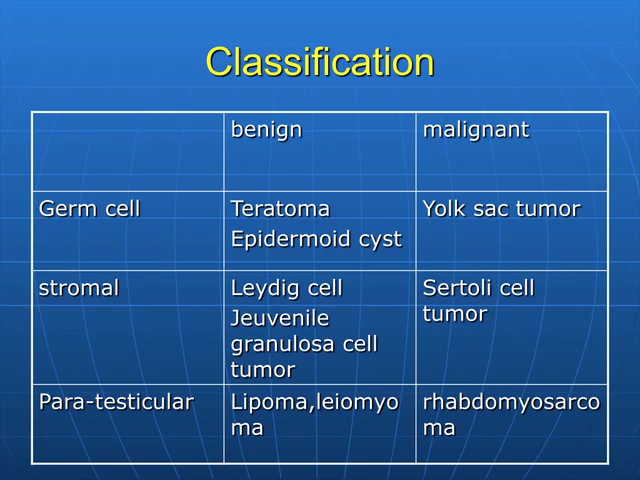 Classification
benign
malignant
Germ cell
Teratoma
Epidermoid cyst
Yolk sac tumor
stromal
Leydig cell
Jeuvenile
granulosa cell
tumor
Sertoli cell
tumor
Para-testicular
Lipoma,leiomyo
ma
rhabdomyosarco
ma